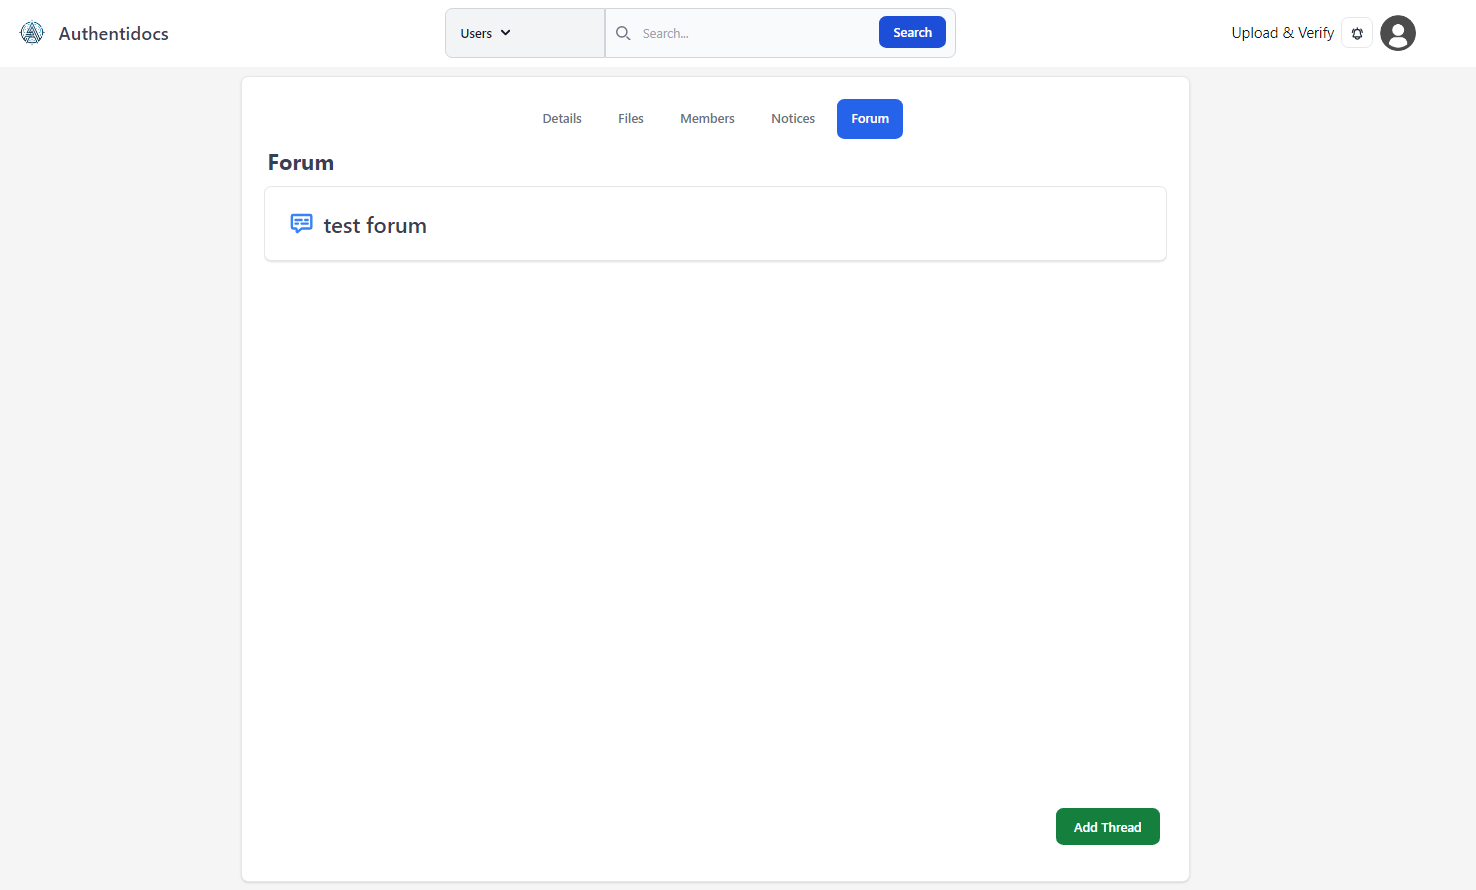 Authentidocs
Users
Search...
Search
Upload & Verify
Details
Files
Members
Notices
Forum
Forum
test forum
Add Thread